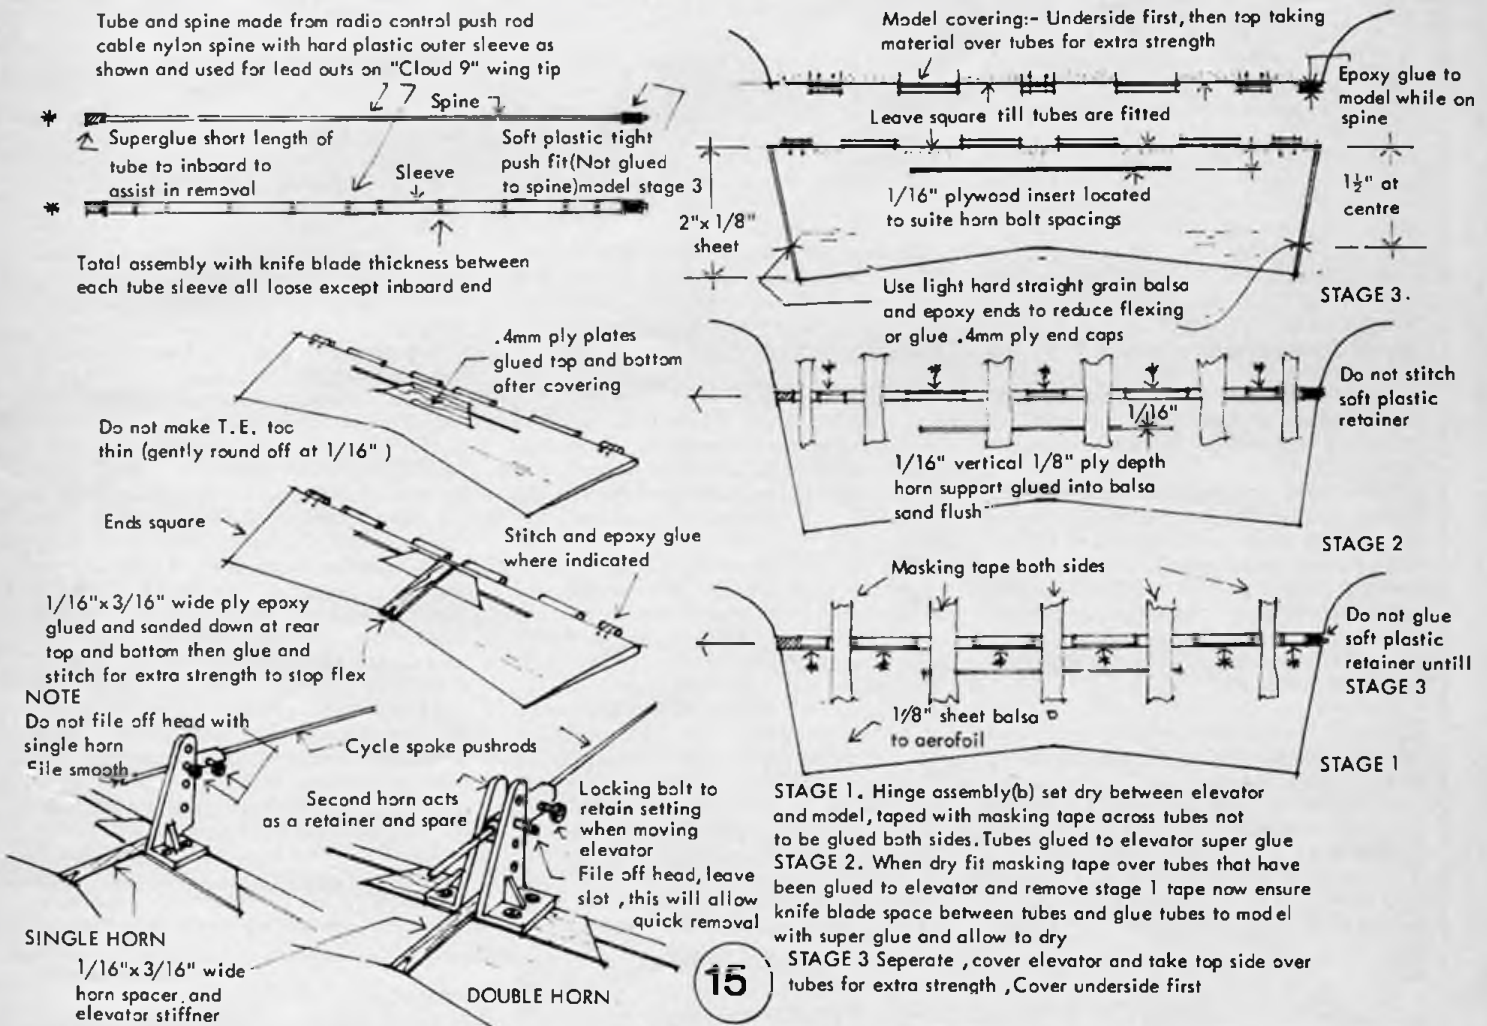 Tube and spine made from radio control push rod
cable nylon spine with hard plastic outer sleeve as
shown and used for lead outs on "Cloud 9" wing tip
Spine
*
Superglue short length of
tube to inboard to
assist in removal
Soft plastic tight
push fit(Not glued
to spine)model stage 3
Sleeve
*
Total assembly with knife blade thickness between
each tube sleeve all loose except inboard end
Model covering:- Underside first, then top taking
material over tubes for extra strength
Epoxy glue to
model while on
spine
Leave square till tubes are fitted
1/16" plywood insert located
to suite horn bolt spacings
2"x 1/8"
sheet
1½" at
centre
Use light hard straight grain balsa
and epoxy ends to reduce flexing
or glue .4mm ply end caps
STAGE 3.
.4mm ply plates
glued top and bottom
after covering
Do not make T.E. too
thin (gently round off at 1/16" )
* * * * *
Do not stitch
soft plastic
retainer
1/16"
1/16" vertical 1/8" ply depth
horn support glued into balsa
sand flush
STAGE 2
Ends square
Stitch and epoxy glue
where indicated
1/16"x 3/16" wide ply epoxy
glued and sanded down at rear
top and bottom then glue and
stitch for extra strength to stop flex
Masking tape both sides
Do not glue
soft plastic
retainer untill
STAGE 3
* * * * * *
1/8" sheet balsa
to aerofoil
STAGE 1
NOTE
Do not file off head with
single horn
File smooth
Cycle spoke pushrods
Second horn acts
as a retainer and spare
Locking bolt to
retain setting
when moving
elevator
File off head, leave
slot , this will allow
quick removal
SINGLE HORN
1/16"x 3/16" wide
horn spacer and
elevator stiffner
DOUBLE HORN
15
STAGE 1. Hinge assembly(b) set dry between elevator
and model, taped with masking tape across tubes not
to be glued both sides. Tubes glued to elevator super glue
STAGE 2. When dry fit masking tape over tubes that have
been glued to elevator and remove stage 1 tape now ensure
knife blade space between tubes and glue tubes to model
with super glue and allow to dry
STAGE 3 Seperate , cover elevator and take top side over
tubes for extra strength , Cover underside first